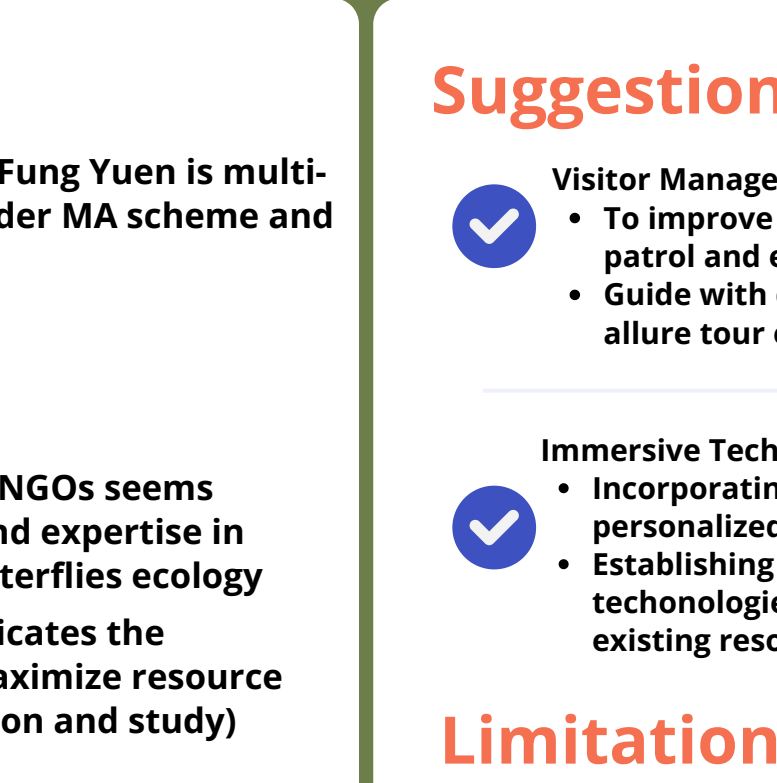 Fung Yuen is multi-
der MA scheme and
NGOs seems
nd expertise in
terflies ecology
icates the
aximize resource
on and study)
Suggestion
Visitor Manage
• To improve
patrol and e
• Guide with
allure tour
Immersive Tech
• Incorporatin
personalized
• Establishing
techonologie
existing reso
Limitation